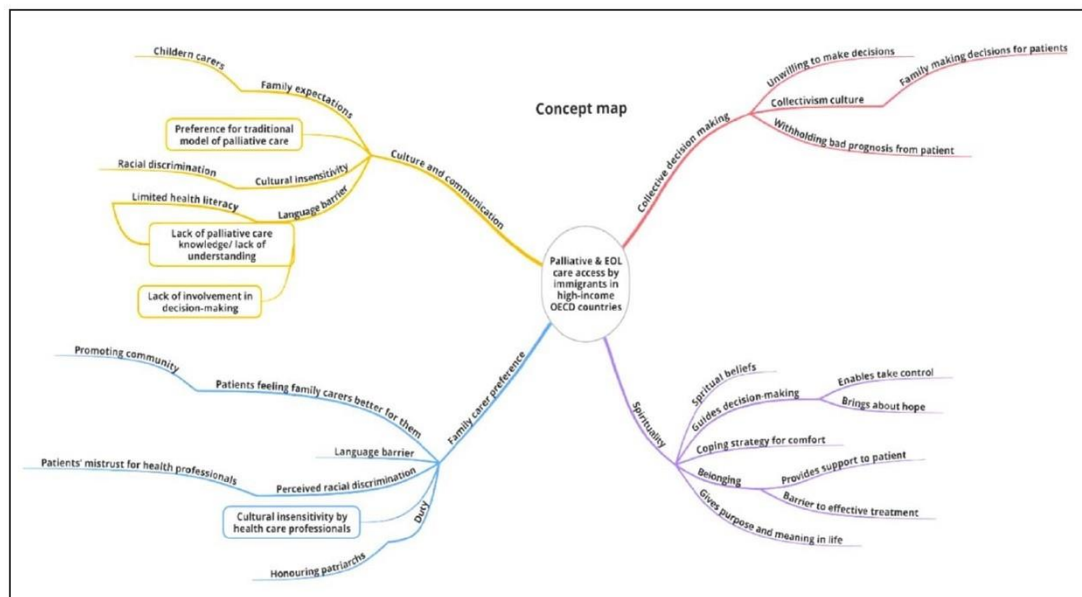 Concept map
Childern carers
Family expectations
Preference for traditional
model of palliative care
Racial discrimination
Cultural insensitivity
Limited health literacy
Language barrier
Lack of palliative care
knowledge/ lack of
understanding
Lack of involvement in
decision-making
Culture and communication
Unwilling to make decisions
Family making decisions for patients
Collectivism culture
Withholding bad prognosis from patient
Collective decision making
Palliative & EOL
care access by
immigrants in
high-income
OECD countries
Promoting community
Patients feeling family carers better for them
Language barrier
Patients' mistrust for health professionals
Perceived racial discrimination
Cultural insensitivity by
health care professionals
Duty
Honouring patriarchs
Family carer preference
Spirituality
Spritual beliefs
Guides decision-making
Enables take control
Brings about hope
Coping strategy for comfort
Belonging
Provides support to patient
Barrier to effective treatment
Gives purpose and meaning in life